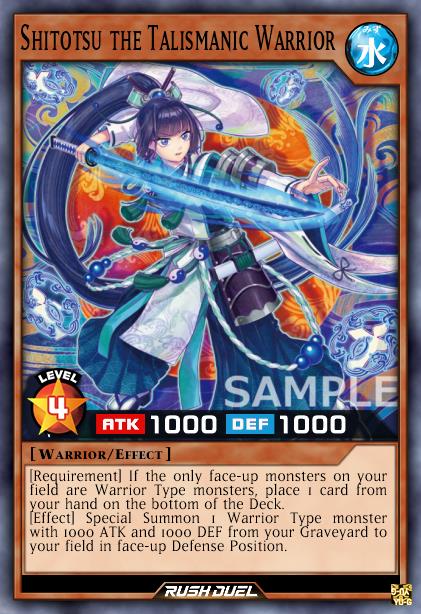 Shitotsu the Talismanic Warrior
みず
水
SAMPLE
LEVEL
4
ATK 1000 DEF 1000
[Warrior/Effect]
[Requirement] If the only face-up monsters on your
field are Warrior Type monsters, place 1 card from
your hand on the bottom of the Deck.
[Effect] Special Summon 1 Warrior Type monster
with 1000 ATK and 1000 DEF from your Graveyard to
your field in face-up Defense Position.
RUSH DUEL